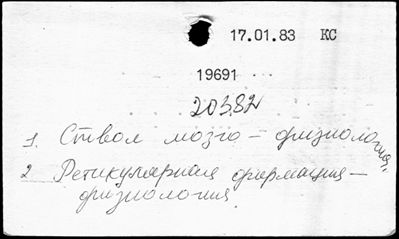 17.01.83 КС
19691
20382
1. Ствол мозга – физиология.
2 Ретикулярная формация –
физиология.